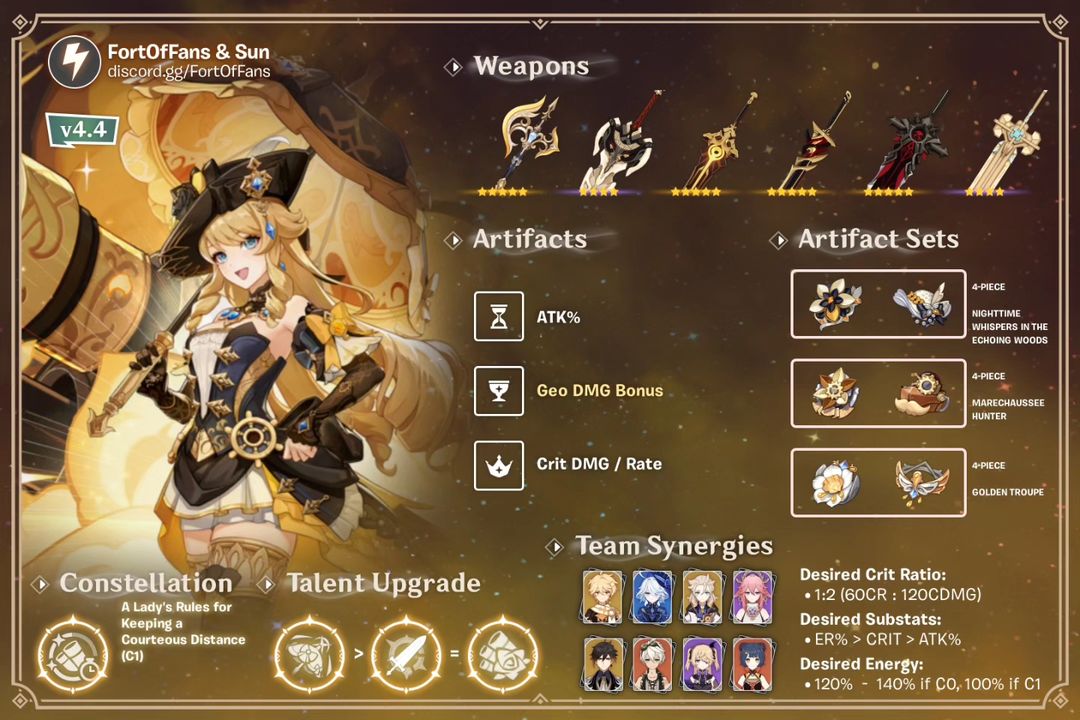 FortOfFans & Sun
discord.gg/FortOfFans
v4.4
Weapons
Artifacts
ATK%
Geo DMG Bonus
Crit DMG / Rate
Artifact Sets
4-PIECE
NIGHTTIME
WHISPERS IN THE
ECHOING WOODS
4-PIECE
MARECHAUSSEE
HUNTER
4-PIECE
GOLDEN TROUPE
Constellation
A Lady's Rules for
Keeping a
Courteous Distance
(C1)
Talent Upgrade
> =
Team Synergies
Desired Crit Ratio:
• 1:2 (60CR : 120CDMG)
Desired Substats:
• ER% > CRIT > ATK%
Desired Energy:
• 120% - 140% if C0, 100% if C1